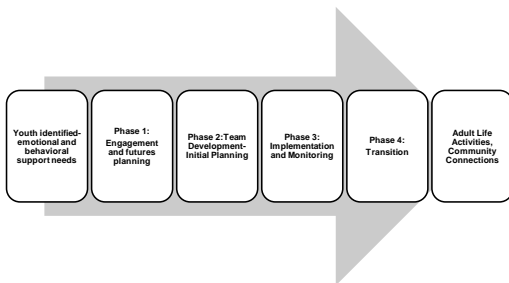 Youth identified-
emotional and
behavioral
support needs
Phase 1:
Engagement
and futures
planning
Phase 2:Team
Development-
Initial Planning
Phase 3:
Implementation
and Monitoring
Phase 4:
Transition
Adult Life
Activities,
Community
Connections